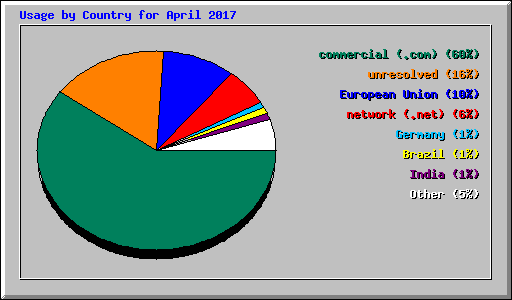 Usage by Country for April 2017
commercial (.com) (60%)
unresolved (16%)
European Union (10%)
network (.net) (6%)
Germany (1%)
Brazil (1%)
India (1%)
Other (5%)